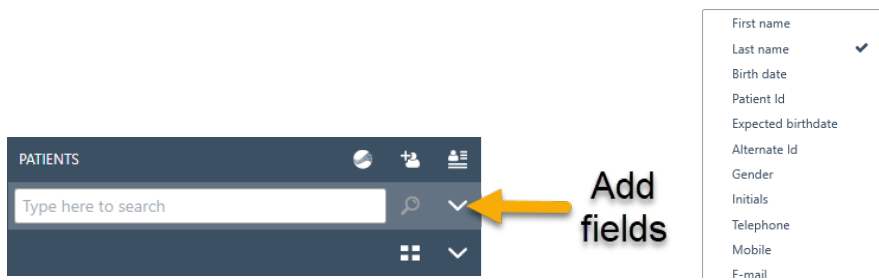 PATIENTS
Type here to search
Add
fields
First name
Last name
Birth date
Patient Id
Expected birthdate
Alternate Id
Gender
Initials
Telephone
Mobile
E-mail